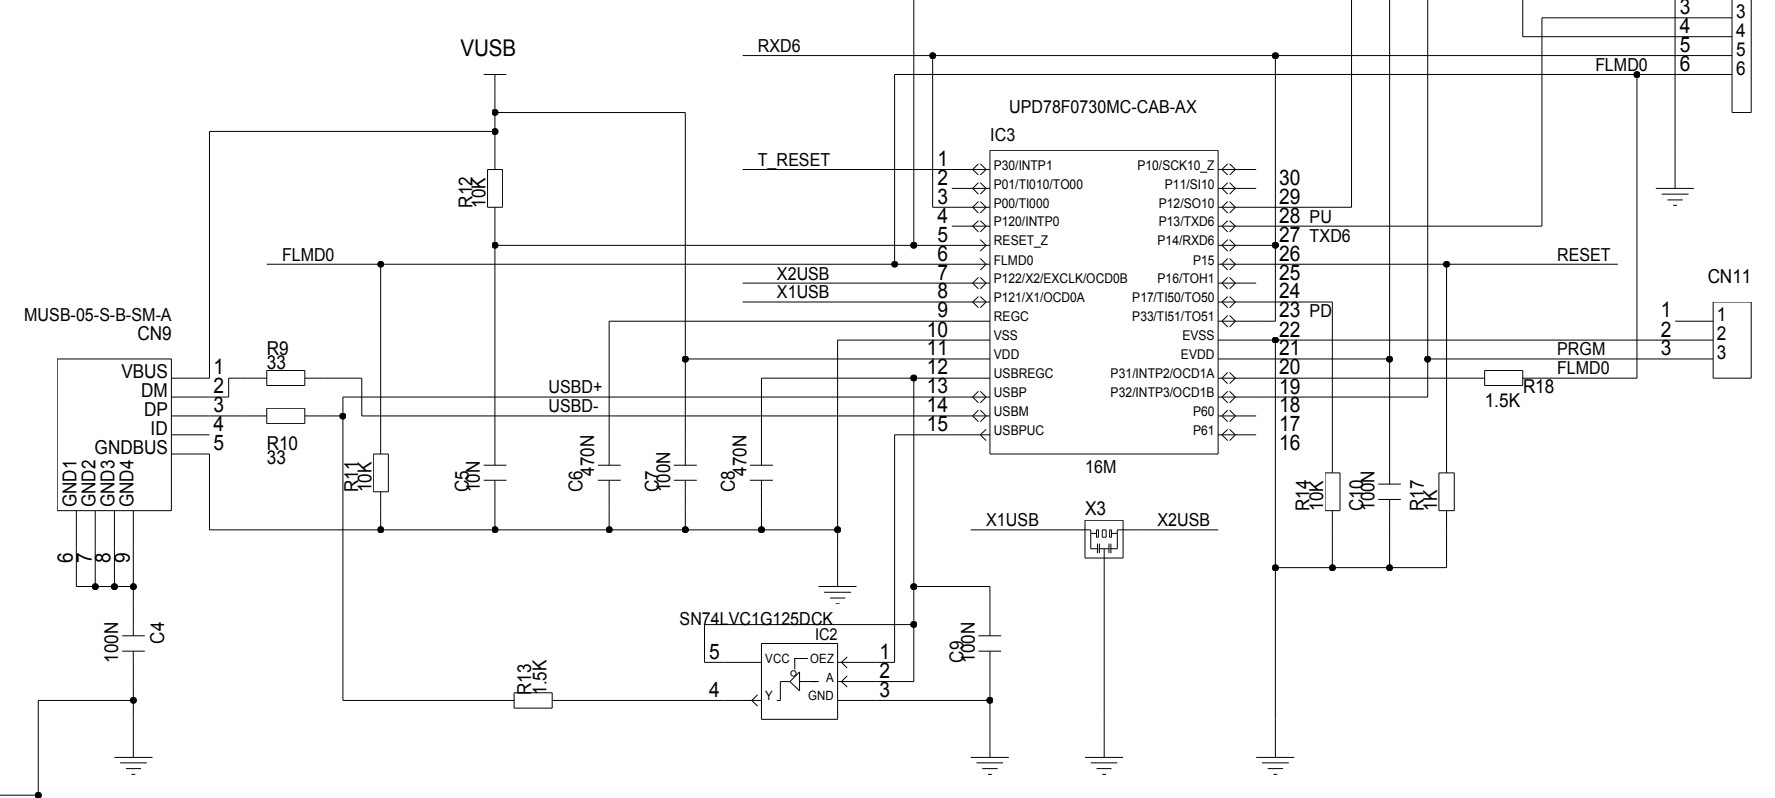 VUSB
RXD6
3 3
4 4
5 5
FLMD0 6 6
UPD78F0730MC-CAB-AX
IC3
T_RESET 1 P30/INTP1 P10/SCK10_Z 30
2 P01/TI010/TO00 P11/SI10 29
3 P00/TI000 P12/SO10 28 PU
4 P120/INTP0 P13/TXD6 27 TXD6
5 RESET_Z P14/RXD6 26
FLMD0 6 FLMD0 P15 25 RESET
X2USB 7 P122/X2/EXCLK/OCD0B P16/TOH1 24
X1USB 8 P121/X1/OCD0A P17/TI50/TO50 23 PD
9 REGC P33/TI51/TO51 22
10 VSS EVSS 21
11 VDD EVDD 20
12 USBREGC P31/INTP2/OCD1A 19
USBD+ 13 USBP P32/INTP3/OCD1B 18
USBD- 14 USBM P60 17
15 USBPUC P61 16
16M
R12
10K
CN11
1 1
2 2
PRGM 3 3
FLMD0
R18
1.5K
MUSB-05-S-B-SM-A
CN9
VBUS 1
DM 2
DP 3
ID 4
GNDBUS 5
GND1
GND2
GND3
GND4
6
7
8
9
R9
33
R10
33
R11
10K
C5
10N
C6
470N
C7
100N
C8
470N
R14
10K
C10
100N
R17
1K
X1USB X3 X2USB
C4
100N
SN74LVC1G125DCK
IC2
5 VCC OEZ 1
A 2
4 Y GND 3
R13
1.5K
C9
100N